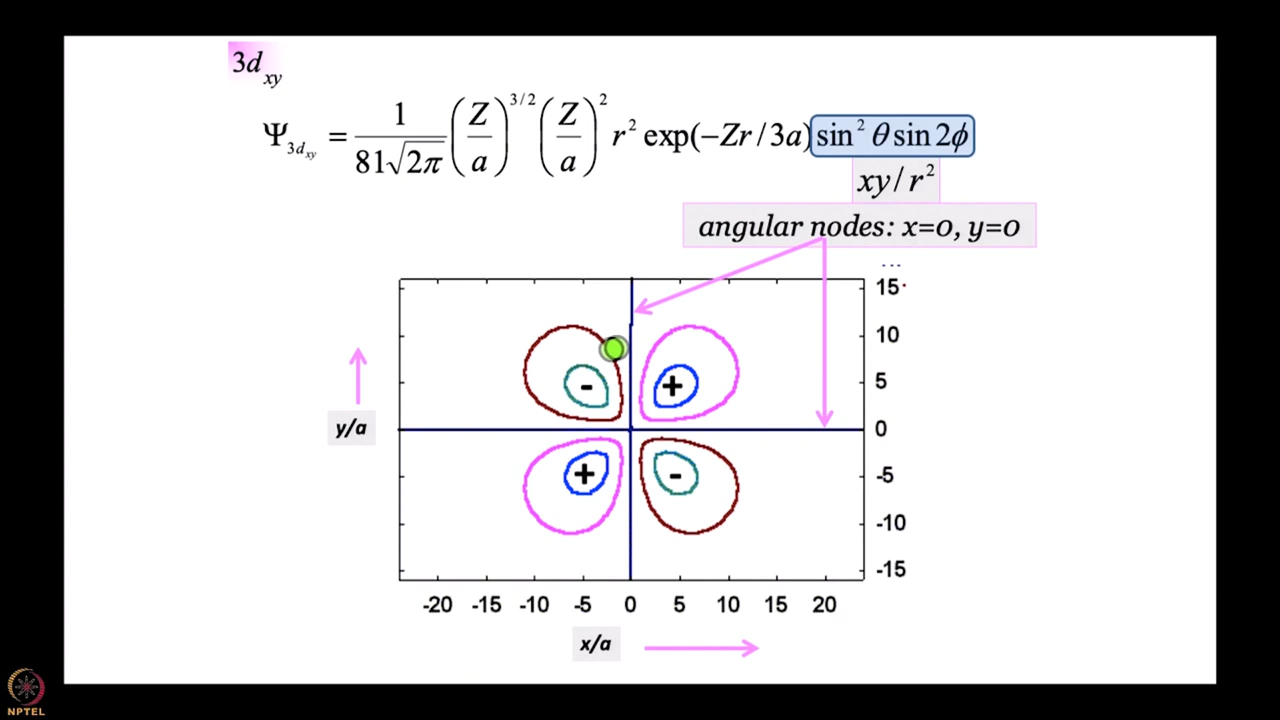 3d_xy
Ψ_3d_xy = 1/(81√2π) (Z/a)^3/2 (Z/a)^2 r^2 exp(−Zr/3a) sin^2 θ sin 2ϕ
xy/r^2
angular nodes: x=0, y=0
15
10
5
0
-5
-10
-15
- +
+ -
y/a
-20 -15 -10 -5 0 5 10 15 20
x/a
NPTEL